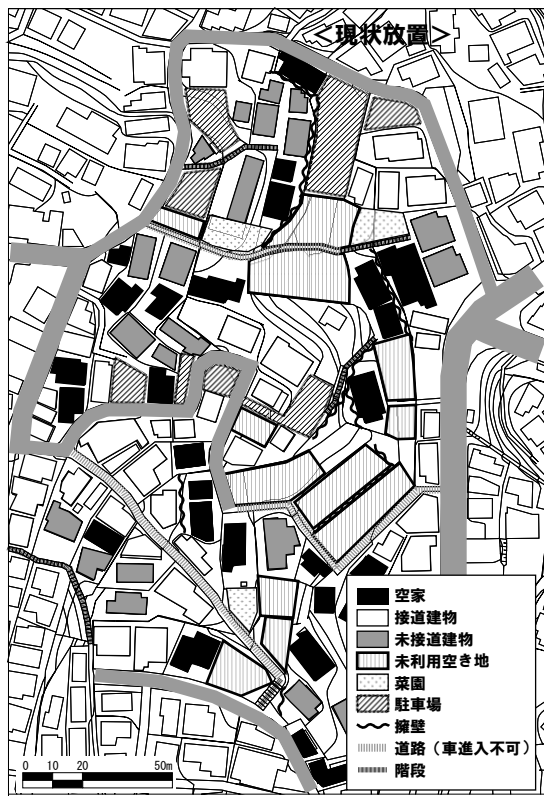 <現状放置>
空家
接道建物
未接道建物
未利用空き地
菜園
駐車場
擁壁
道路（車進入不可）
階段
0 10 20 50m